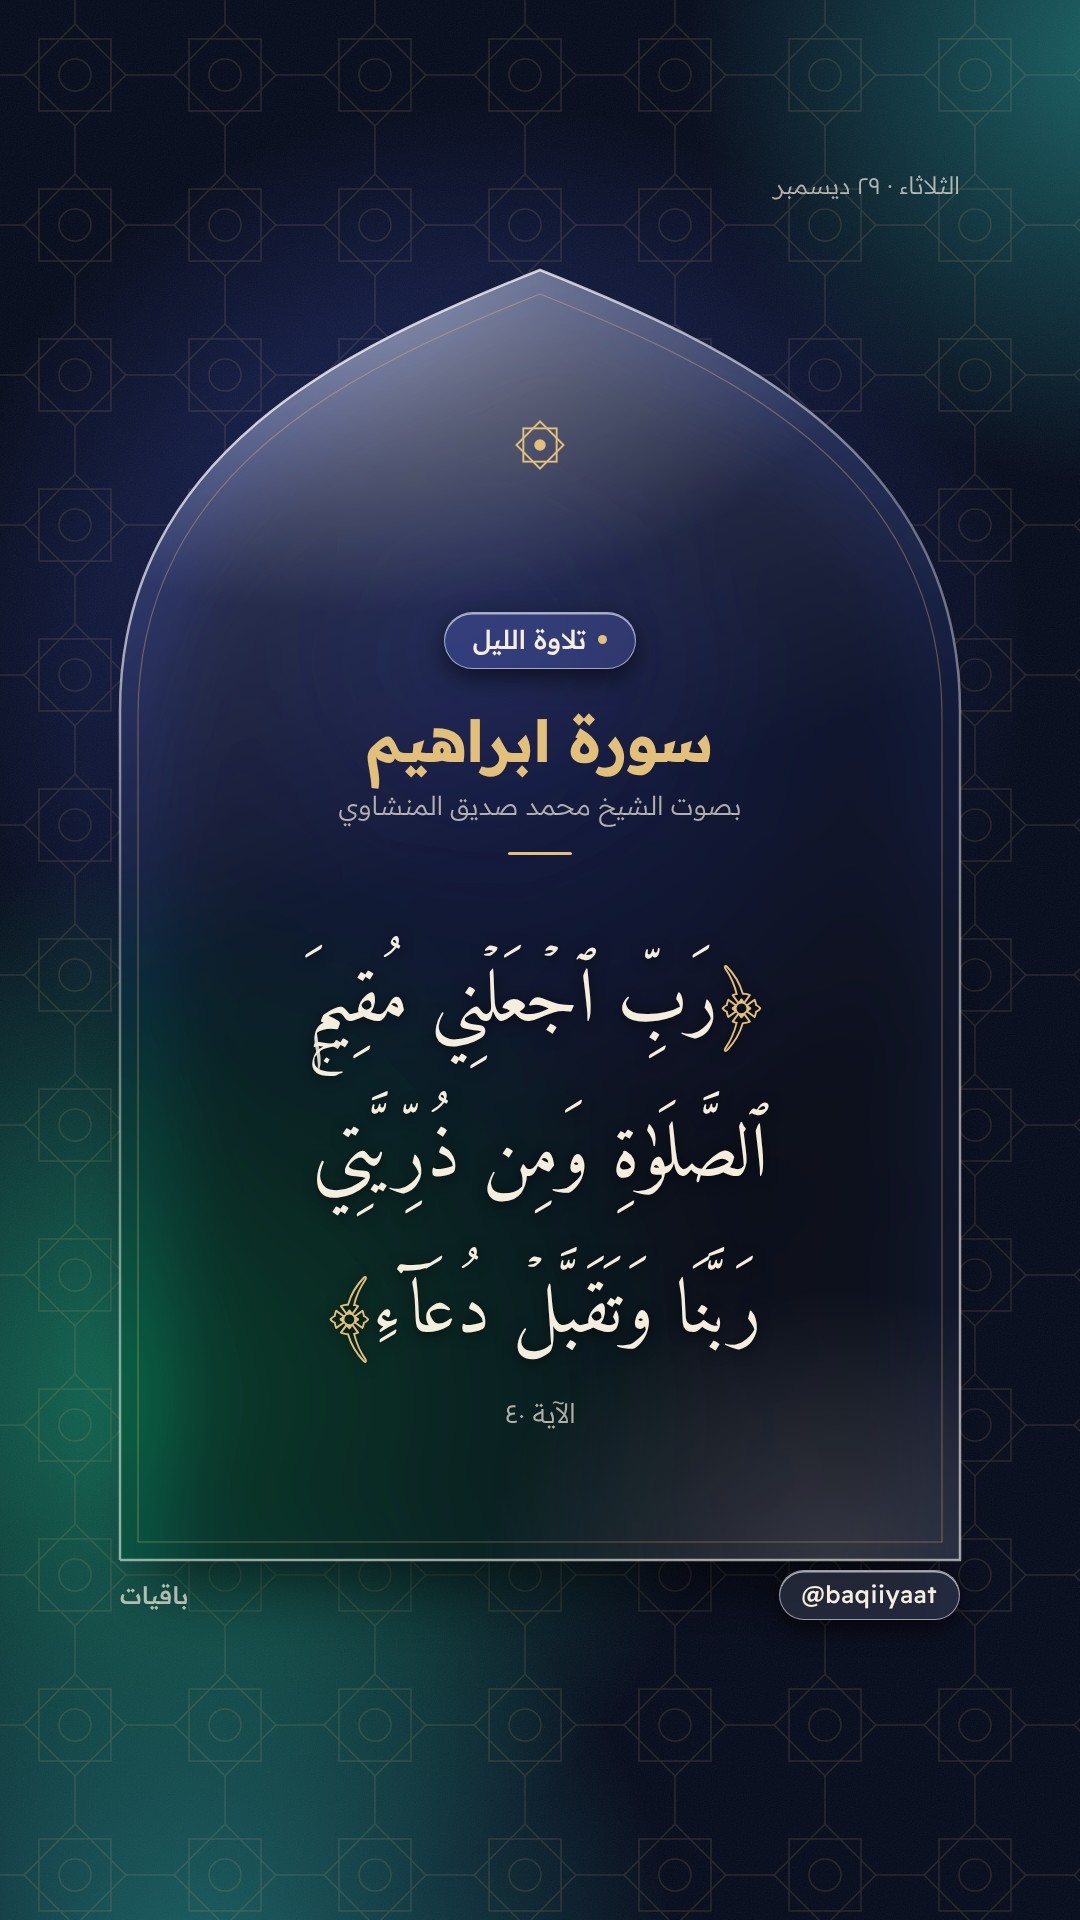 الثلاثاء · ٢٩ ديسمبر
تلاوة الليل
سورة ابراهيم
بصوت الشيخ محمد صديق المنشاوي
﴿رَبِّ ٱجۡعَلۡنِي مُقِيمَ
ٱلصَّلَوٰةِ وَمِن ذُرِّيَّتِي
رَبَّنَا وَتَقَبَّلۡ دُعَآءِ﴾
الآية ٤٠
@baqiiyaat
باقيات